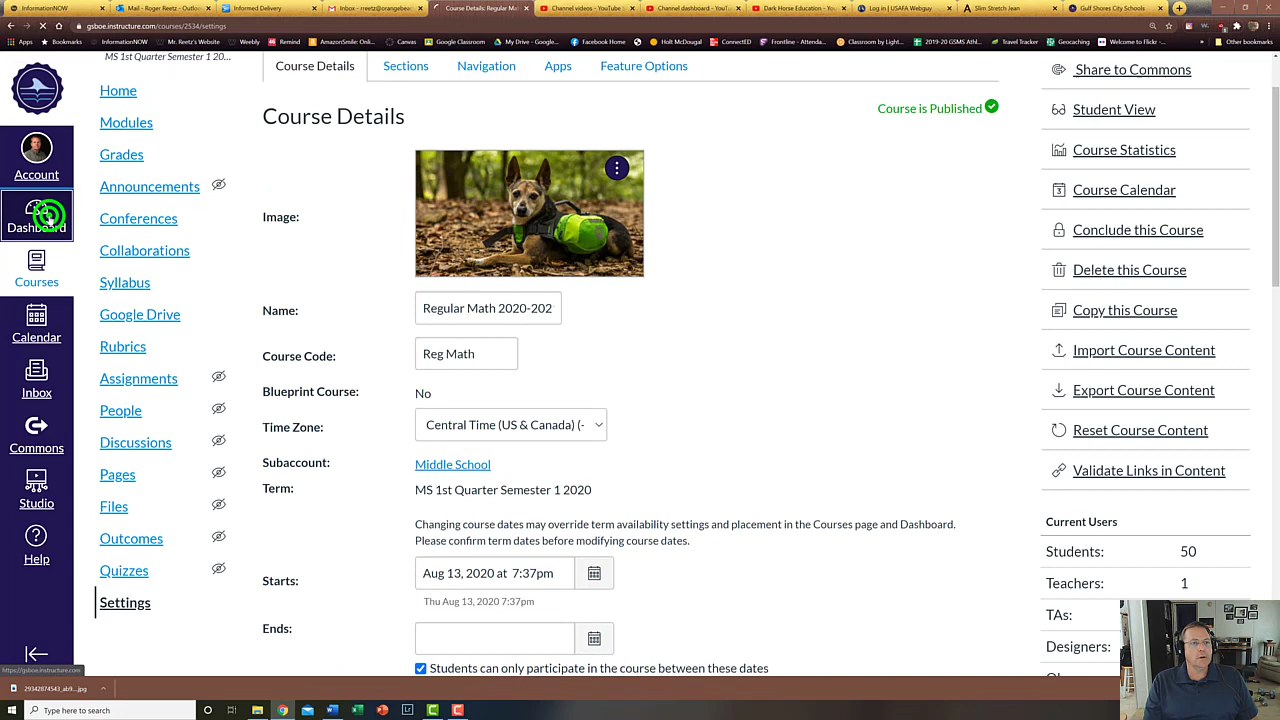 InformationNOW
Mail - Roger Reetz - Outloo
Informed Delivery
Inbox - rreetz@orangebea
Course Details: Regular Mat
Channel videos - YouTube S
Channel dashboard - YouTu
Dark Horse Education - You
Log in | USAFA Webguy
Slim Stretch Jean
Gulf Shores City Schools
gsboe.instructure.com/courses/2534/settings
Apps
Bookmarks
InformationNOW
Mr. Reetz's Website
Weebly
Remind
AmazonSmile: Onlin...
Canvas
Google Classroom
My Drive - Google...
Facebook Home
Holt McDougal
ConnectED
Frontline - Attenda...
Classroom by Light...
2019-20 GSMS Athl...
Travel Tracker
Geocaching
Welcome to Flickr -...
Other bookmarks
MS 1st Quarter Semester 1 20...
Home
Modules
Grades
Announcements
Conferences
Collaborations
Syllabus
Google Drive
Rubrics
Assignments
People
Discussions
Pages
Files
Outcomes
Quizzes
Settings
Account
Dashboard
Courses
Calendar
Inbox
Commons
Studio
Help
Course Details
Sections
Navigation
Apps
Feature Options
Course Details
Course is Published
Image:
Name:
Regular Math 2020-202
Course Code:
Reg Math
Blueprint Course:
No
Time Zone:
Central Time (US & Canada) (-
Subaccount:
Middle School
Term:
MS 1st Quarter Semester 1 2020
Changing course dates may override term availability settings and placement in the Courses page and Dashboard.
Please confirm term dates before modifying course dates.
Starts:
Aug 13, 2020 at 7:37pm
Thu Aug 13, 2020 7:37pm
Ends:
Students can only participate in the course between these dates
Share to Commons
Student View
Course Statistics
Course Calendar
Conclude this Course
Delete this Course
Copy this Course
Import Course Content
Export Course Content
Reset Course Content
Validate Links in Content
Current Users
Students: 50
Teachers: 1
TAs:
Designers:
https://gsboe.instructure.com
29342874543_ab9....jpg
Type here to search